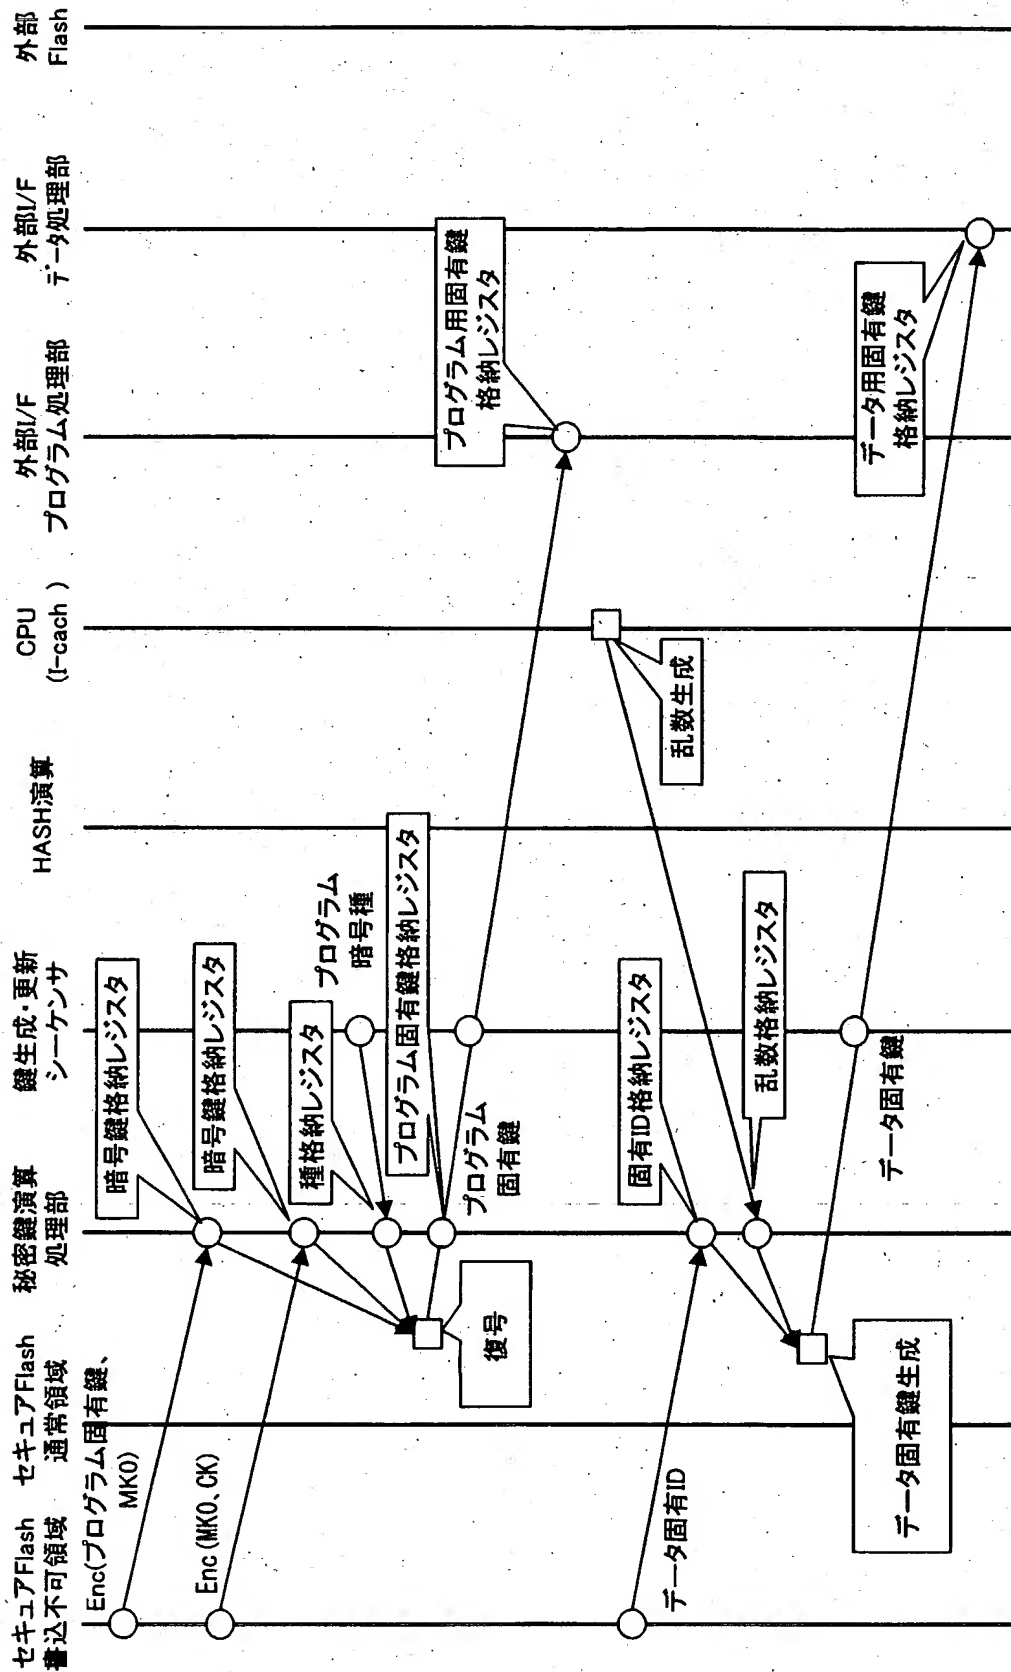 セキュアFlash
書込不可領域
セキュアFlash
通常領域
秘密鍵演算
処理部
鍵生成・更新
シーケンサ
HASH演算
CPU
(I-cach )
外部I/F
プログラム処理部
外部I/F
データ処理部
外部
Flash
Enc(プログラム固有鍵、
MK0)
暗号鍵格納レジスタ
Enc(MK0、CK)
暗号鍵格納レジスタ
種格納レジスタ
プログラム
暗号種
プログラム固有鍵格納レジスタ
復号
プログラム
固有鍵
プログラム用固有鍵
格納レジスタ
乱数生成
データ固有ID
固有ID格納レジスタ
乱数格納レジスタ
データ固有鍵生成
データ固有鍵
データ用固有鍵
格納レジスタ